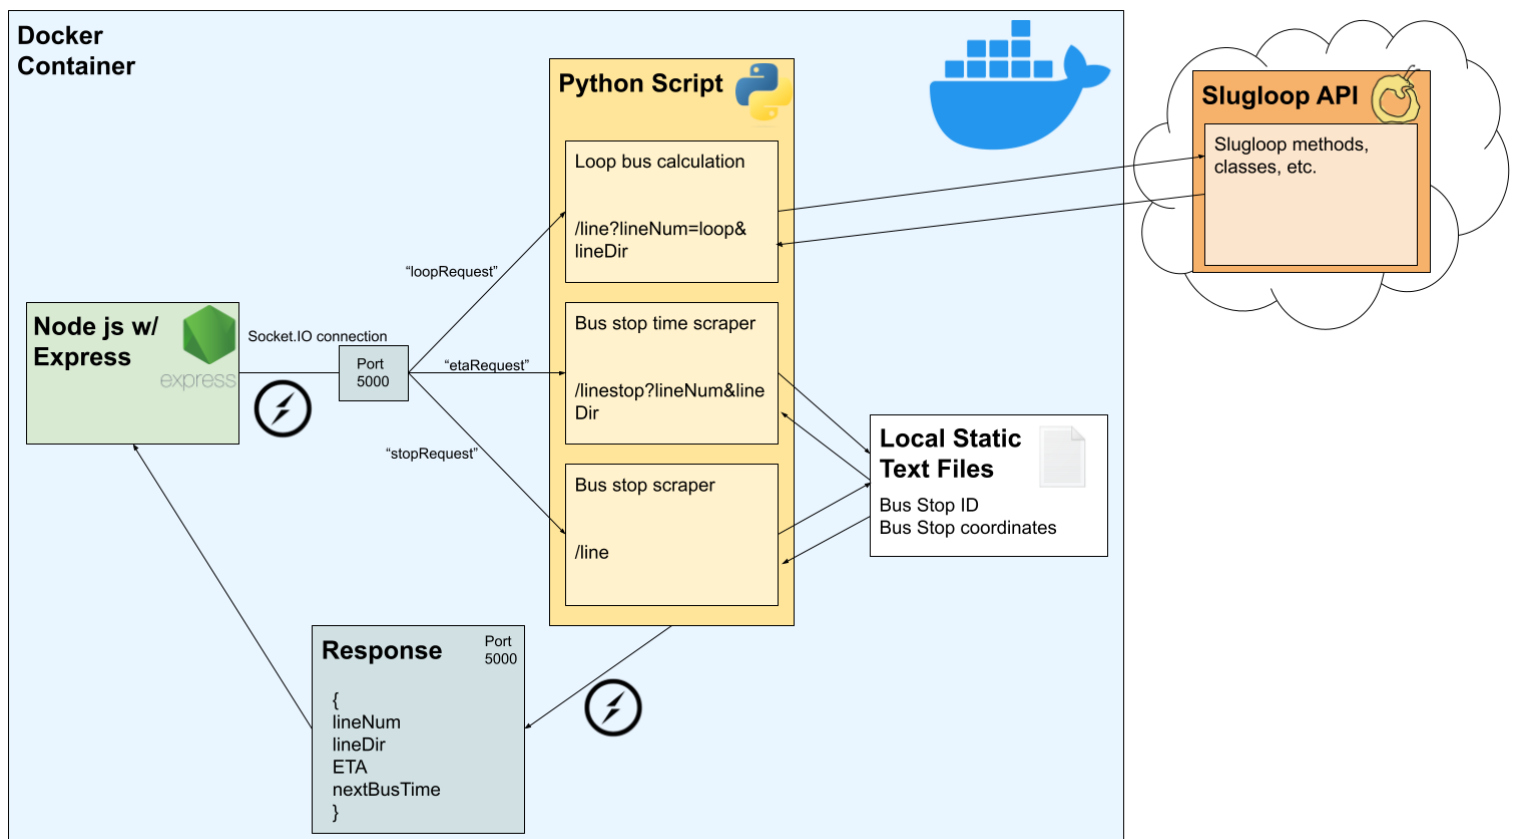 Docker
Container
Python Script
Slugloop API
Slugloop methods,
classes, etc.
Loop bus calculation
/line?lineNum=loop&
lineDir
"loopRequest"
Node js w/
Express
express
Socket.IO connection
Port
5000
"etaRequest"
Bus stop time scraper
/linestop?lineNum&line
Dir
"stopRequest"
Bus stop scraper
/line
Local Static
Text Files
Bus Stop ID
Bus Stop coordinates
Response
Port
5000
{
lineNum
lineDir
ETA
nextBusTime
}